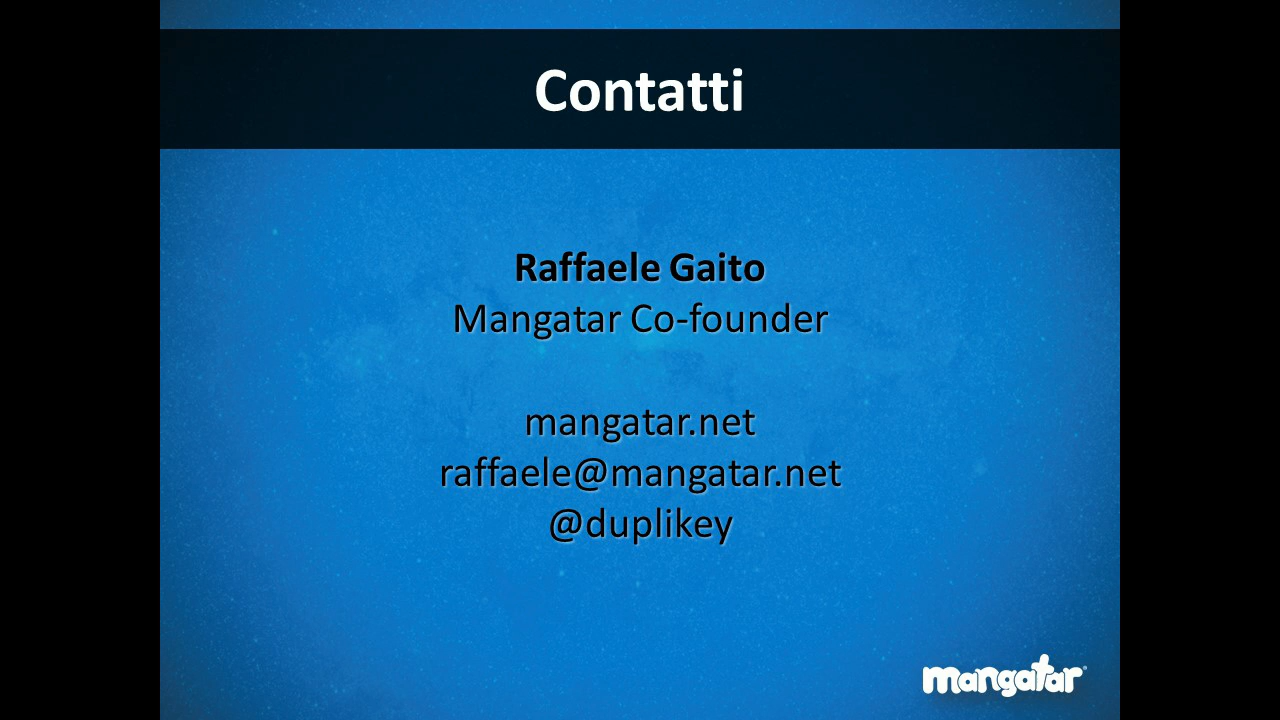 Contatti
Raffaele Gaito
Mangatar Co-founder
mangatar.net
raffaele@mangatar.net
@duplikey
mangatar